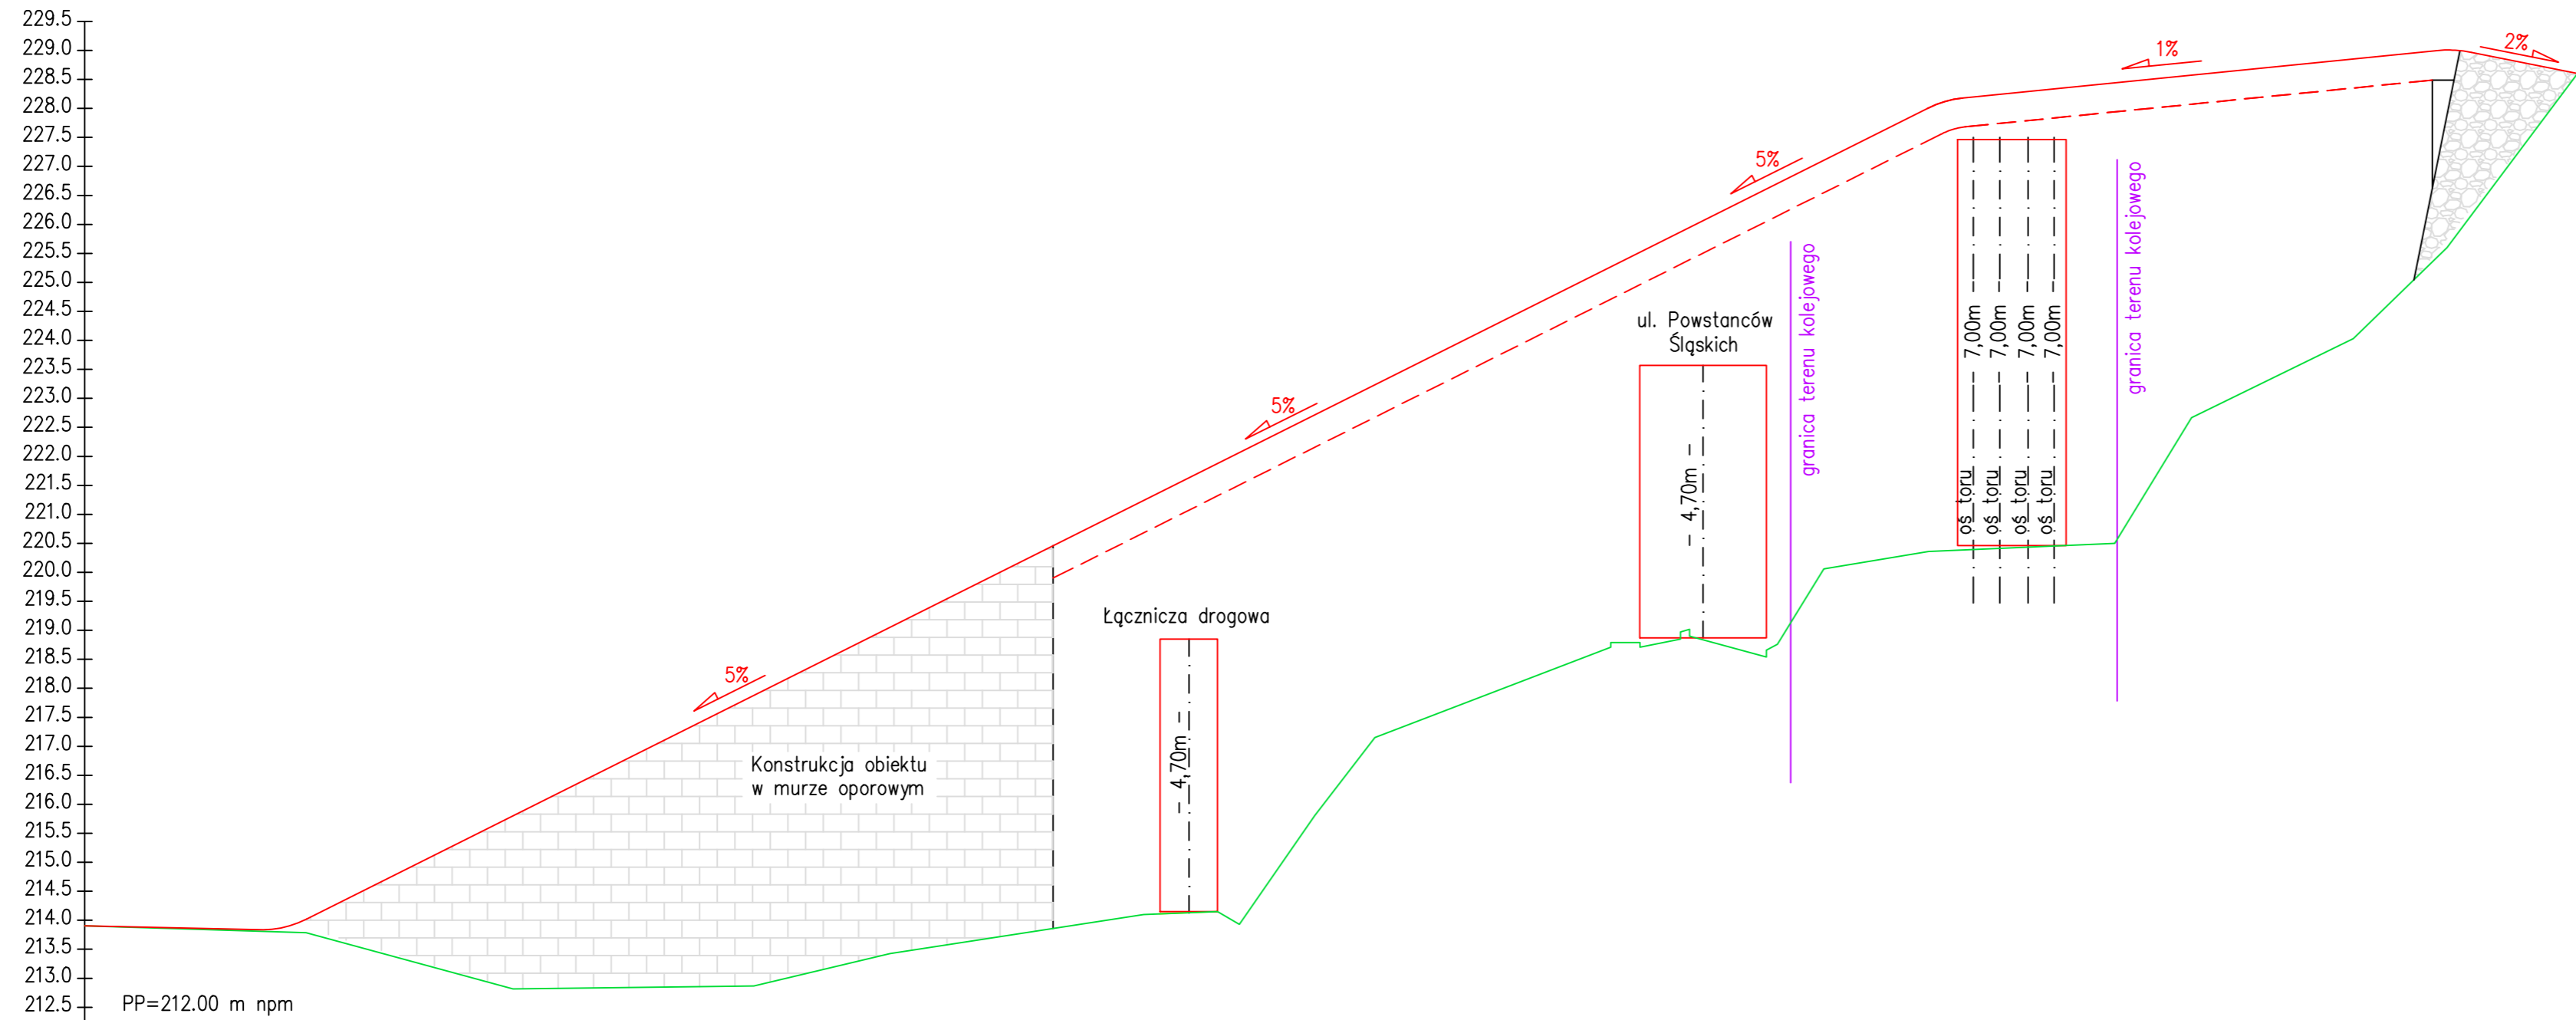 229.5
229.0
228.5
228.0
227.5
227.0
226.5
226.0
225.5
225.0
224.5
224.0
223.5
223.0
222.5
222.0
221.5
221.0
220.5
220.0
219.5
219.0
218.5
218.0
217.5
217.0
216.5
216.0
215.5
215.0
214.5
214.0
213.5
213.0
212.5
PP=212.00 m npm
5%
Konstrukcja obiektu
w murze oporowym
Łącznicza drogowa
4,70m
5%
5%
ul. Powstanców
Śląskich
4,70m
granica terenu kolejowego
7,00m
7,00m
7,00m
7,00m
oś toru
oś toru
oś toru
oś toru
granica terenu kolejowego
1%
2%